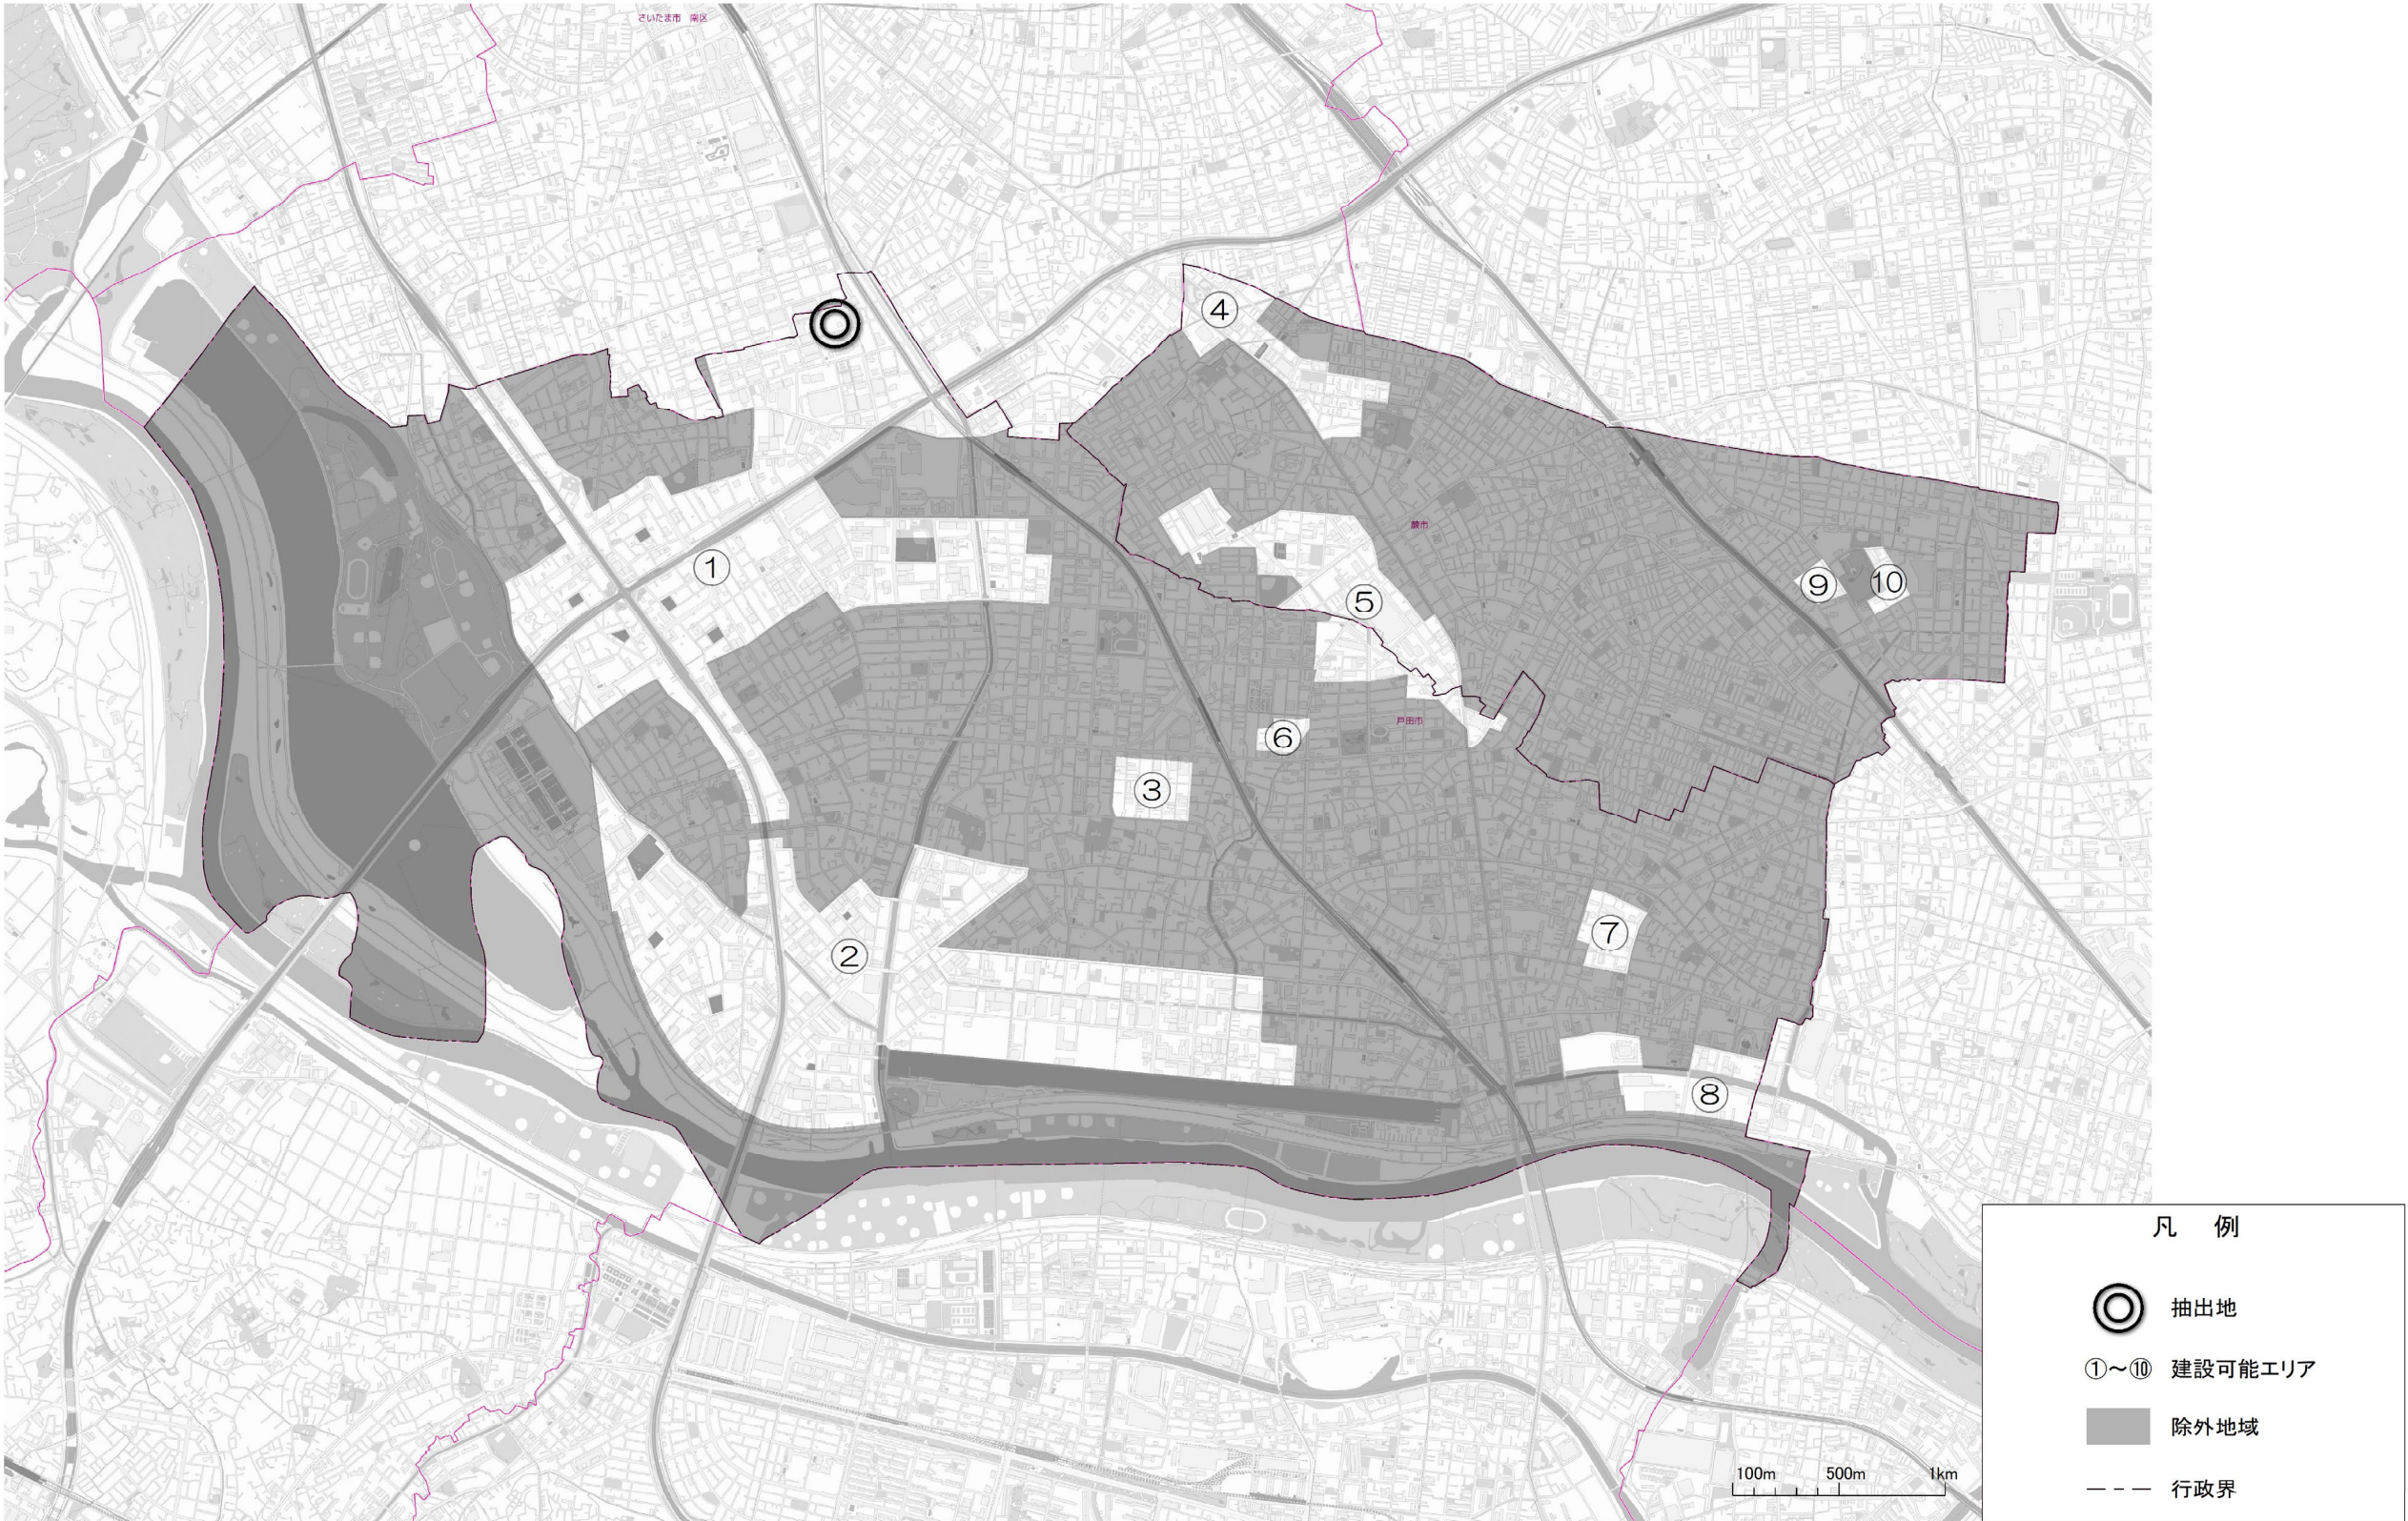 さいたま市 南区
④
蕨市
①
⑨
⑩
⑤
戸田市
⑥
③
⑦
②
⑧
100m 500m 1km
凡 例
抽出地
①～⑩ 建設可能エリア
除外地域
行政界